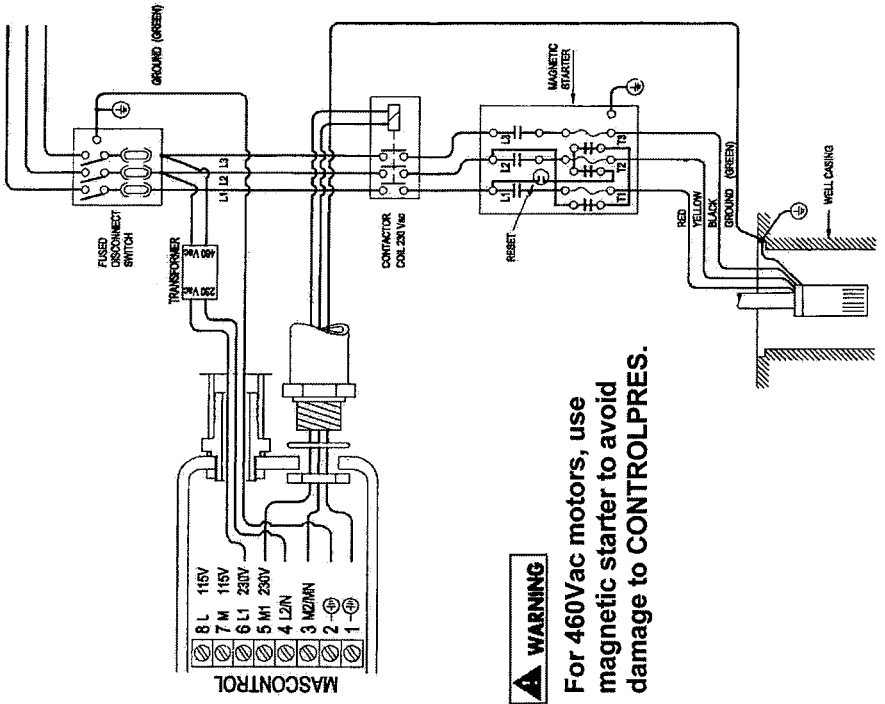 GROUND (GREEN)
FUSED
DISCONNECT
SWITCH
TRANSFORMER
460 Vac
230 Vac
L1
L2
L3
CONTACTOR
COIL 230 Vac
MAGNETIC
STARTER
L1
L2
L3
RESET
T1
T2
T3
RED
YELLOW
BLACK
GROUND (GREEN)
WELL CASING
8 L 115V
7 M 115V
6 L1 230V
5 M1 230V
4 L2/N
3 M2/MN
2
1
MASCONTROL
WARNING
For 460Vac motors, use
magnetic starter to avoid
damage to CONTROLPRES.